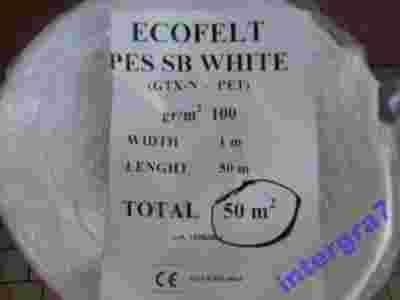 ECOFELT
PES SB WHITE
(GTX-N - PET)
gr/m² 100
WIDTH 1 m
LENGHT 50 m
TOTAL 50 m²
CE
intergra7